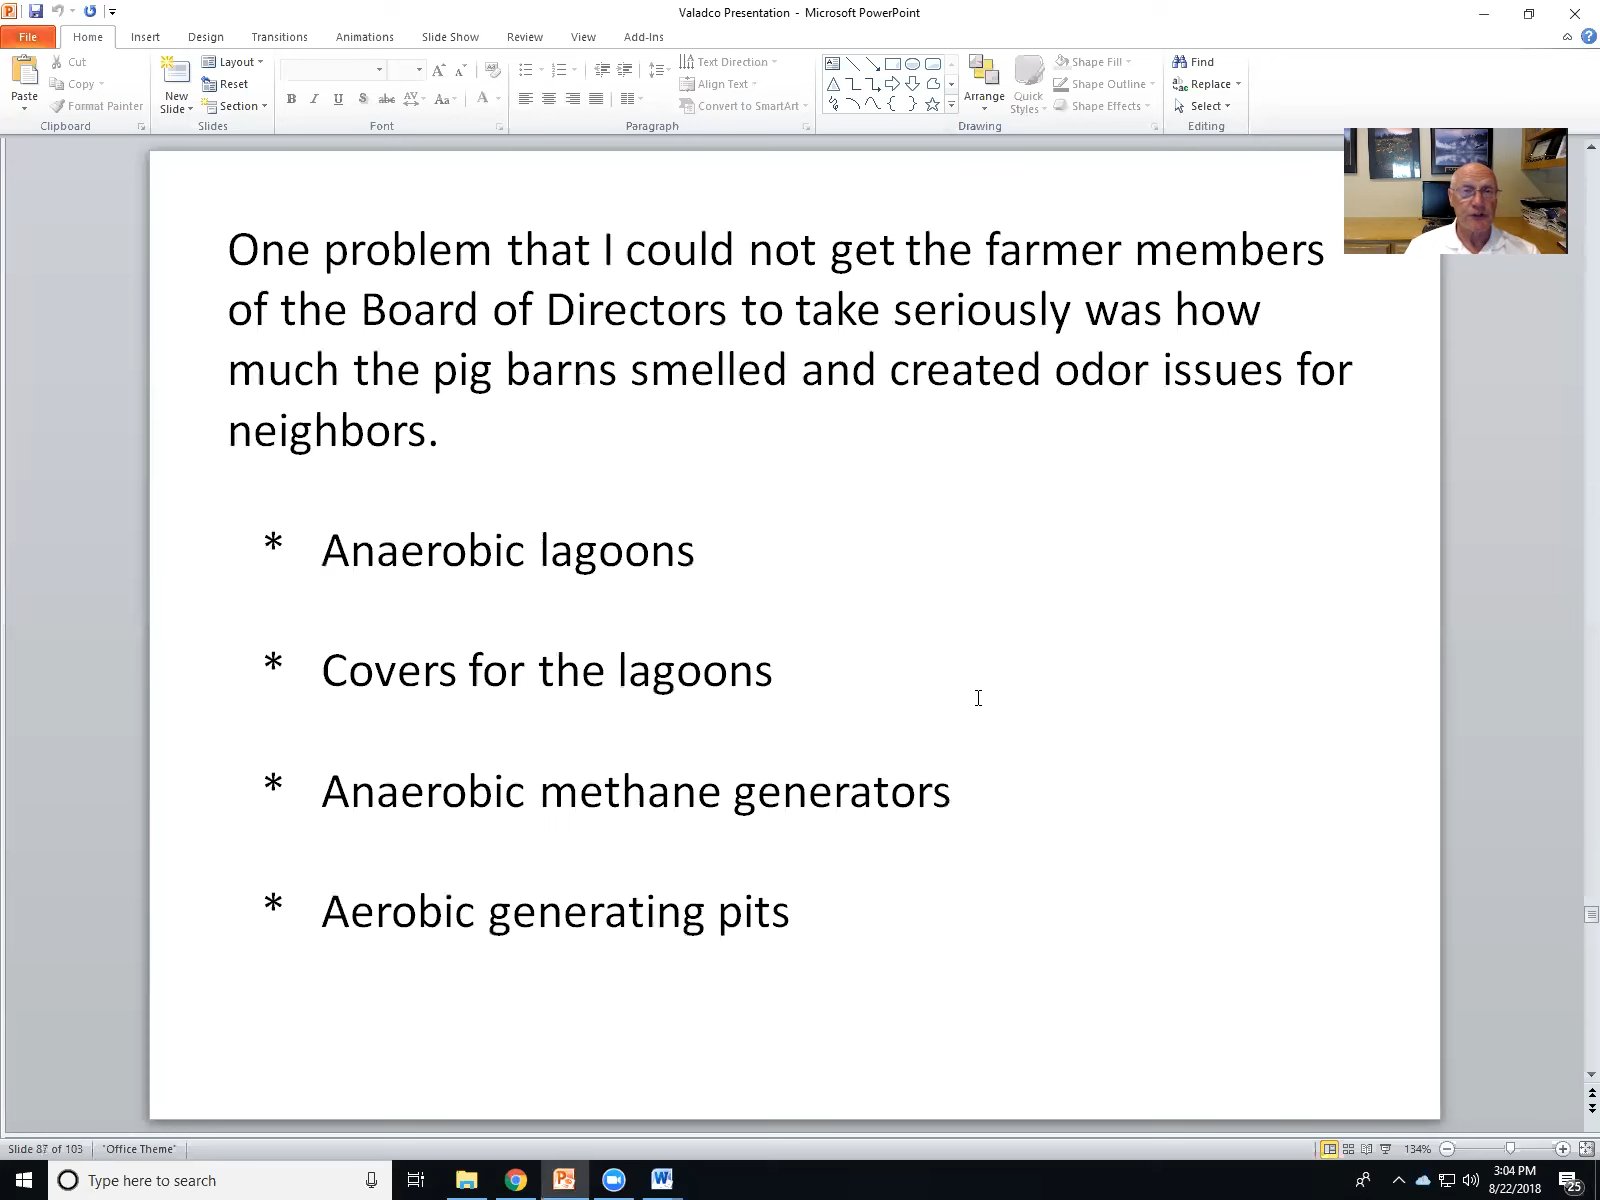 Valadco Presentation - Microsoft PowerPoint
File Home Insert Design Transitions Animations Slide Show Review View Add-Ins
Paste
Cut
Copy
Format Painter
Clipboard
New Slide
Layout
Reset
Section
Slides
B I U S abc AV Aa A
Font
Text Direction
Align Text
Convert to SmartArt
Paragraph
Arrange
Quick Styles
Shape Fill
Shape Outline
Shape Effects
Drawing
Find
Replace
Select
Editing
One problem that I could not get the farmer members
of the Board of Directors to take seriously was how
much the pig barns smelled and created odor issues for
neighbors.
* Anaerobic lagoons
* Covers for the lagoons
* Anaerobic methane generators
* Aerobic generating pits
Slide 87 of 103 'Office Theme' 134%
Type here to search
3:04 PM
8/22/2018
25